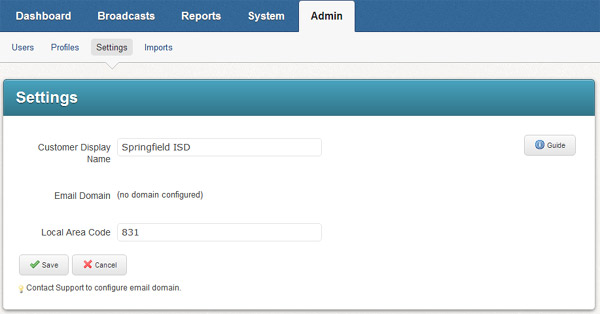 Dashboard Broadcasts Reports System Admin
Users Profiles Settings Imports
Settings
Customer Display Name Springfield ISD Guide
Email Domain (no domain configured)
Local Area Code 831
Save Cancel
Contact Support to configure email domain.